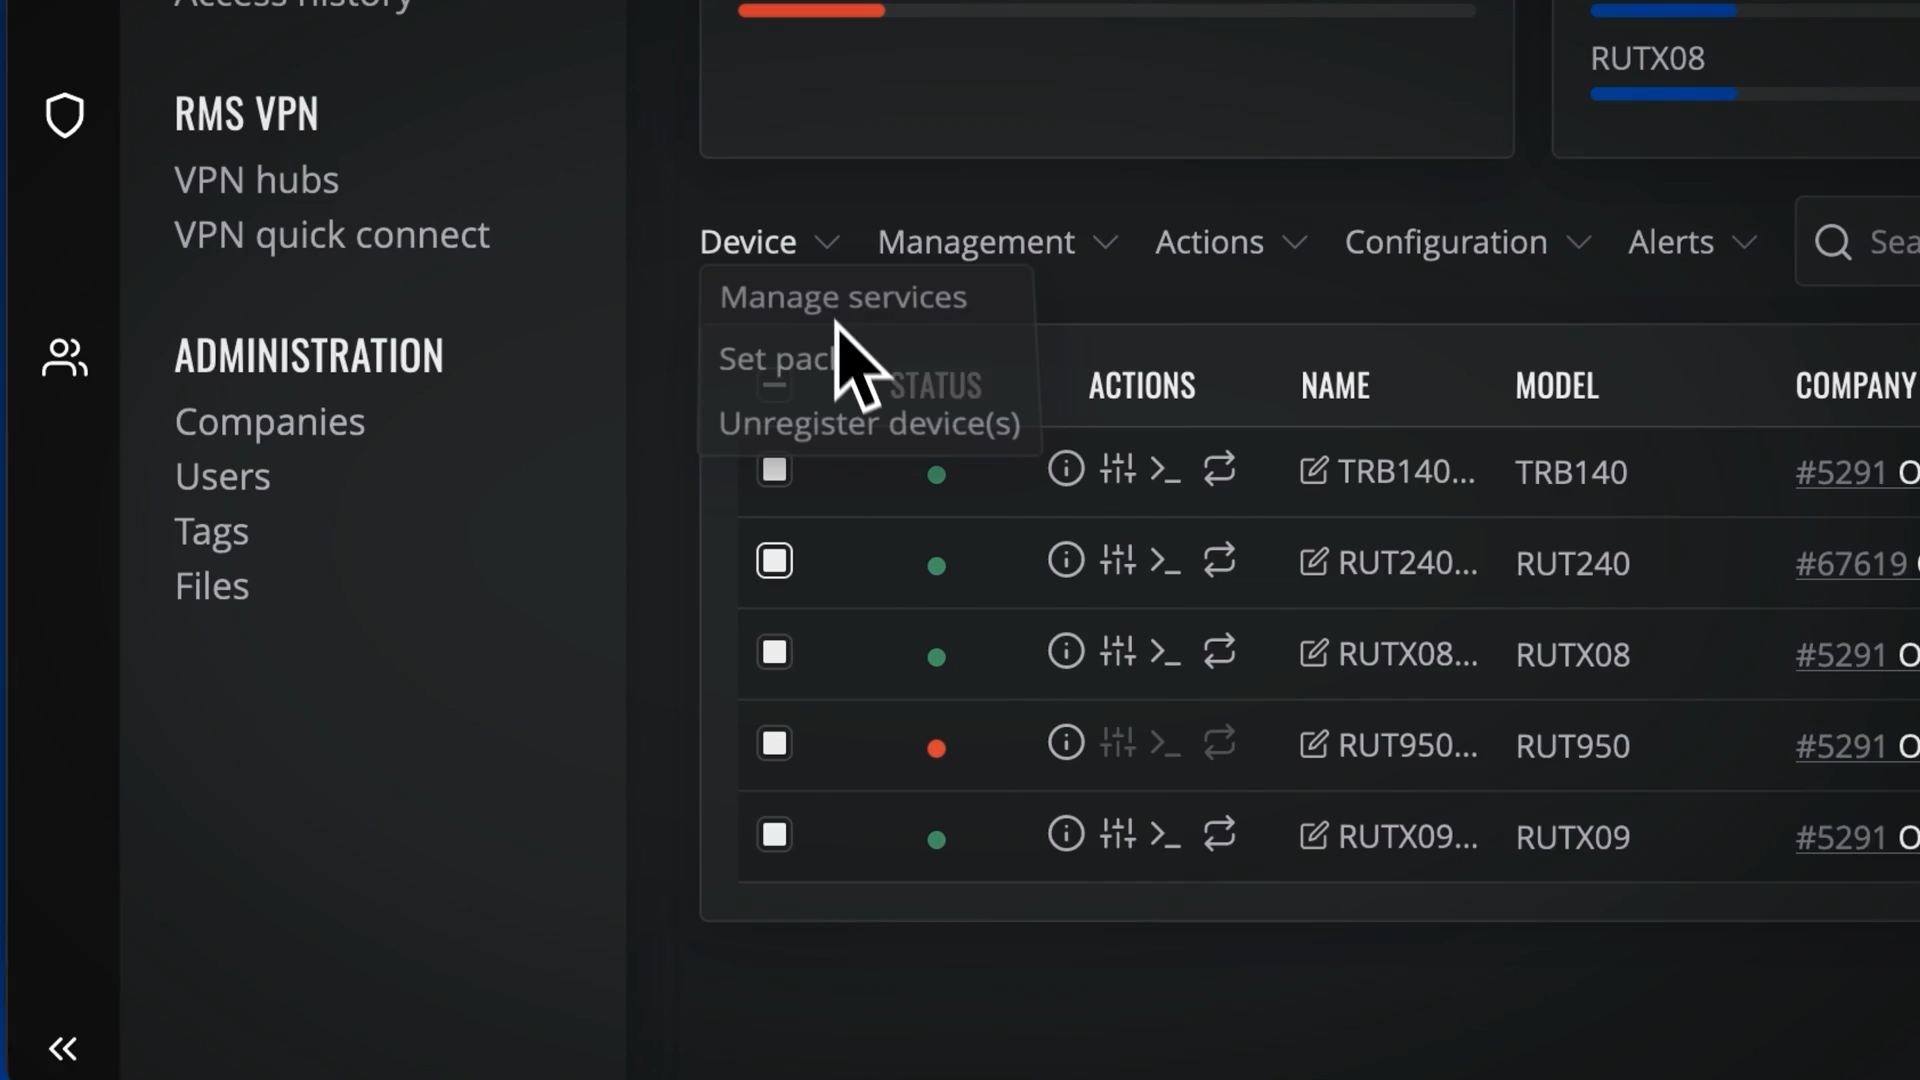 Access history
RMS VPN
VPN hubs
VPN quick connect
ADMINISTRATION
Companies
Users
Tags
Files
RUTX08
Device Management Actions Configuration Alerts
Manage services
Set
Unregister device(s)
STATUS ACTIONS NAME MODEL COMPANY
TRB140... TRB140 #5291
RUT240... RUT240 #67619
RUTX08... RUTX08 #5291
RUT950... RUT950 #5291
RUTX09... RUTX09 #5291